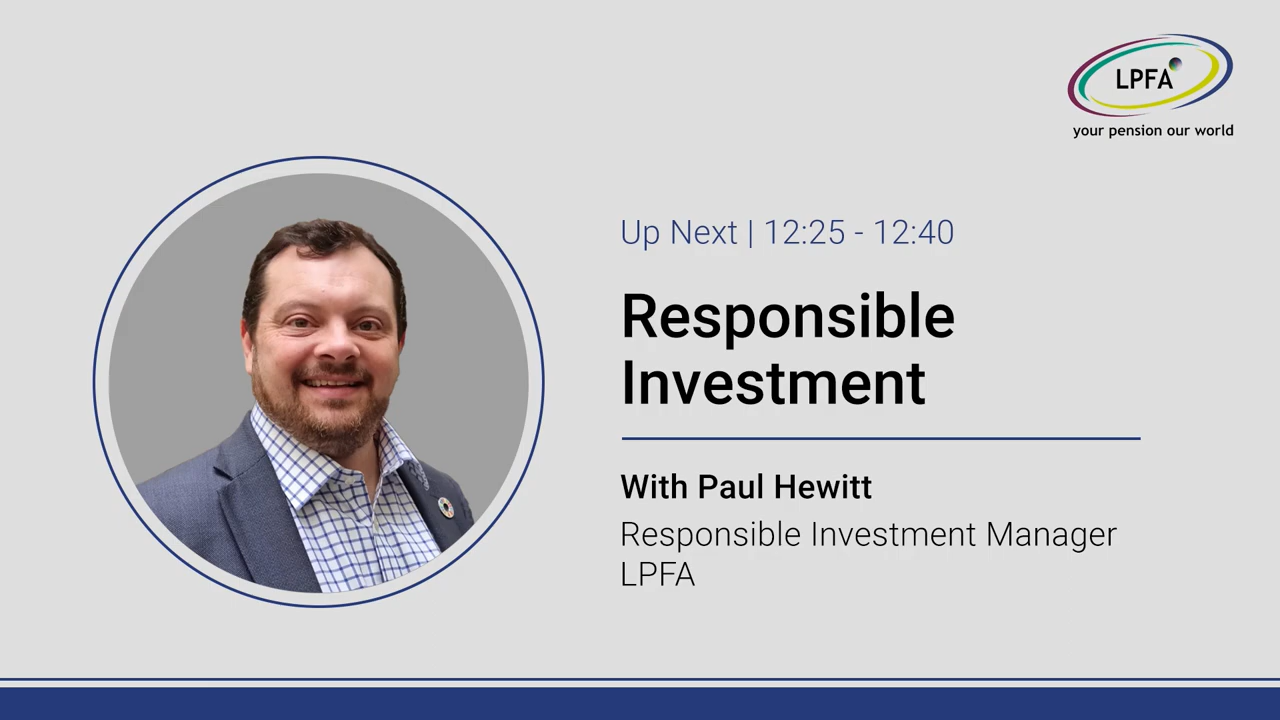 LPFA
your pension our world
Up Next | 12:25 - 12:40
Responsible
Investment
With Paul Hewitt
Responsible Investment Manager
LPFA